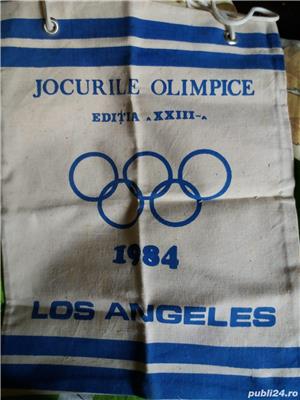 JOCURILE OLIMPICE
EDIȚIA „XXIII-a
1984
LOS ANGELES
publi24.ro